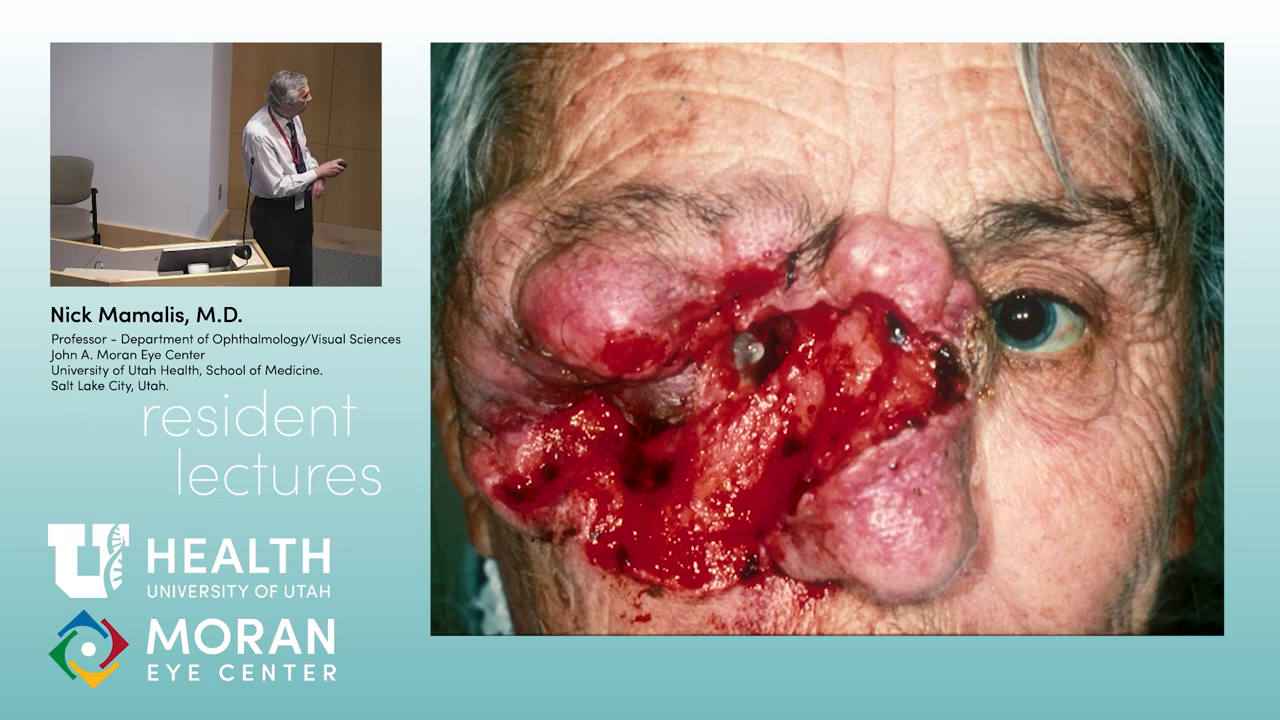 Nick Mamalis, M.D.
Professor - Department of Ophthalmology/Visual Sciences
John A. Moran Eye Center
University of Utah Health, School of Medicine.
Salt Lake City, Utah.
resident
lectures
U HEALTH
UNIVERSITY OF UTAH
MORAN
EYE CENTER